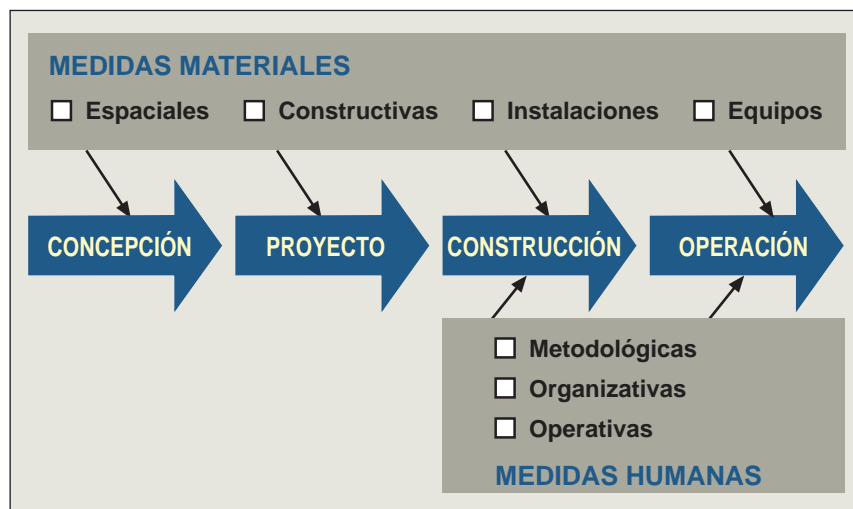 MEDIDAS MATERIALES
Espaciales Constructivas Instalaciones Equipos
CONCEPCIÓN PROYECTO CONSTRUCCIÓN OPERACIÓN
Metodológicas
Organizativas
Operativas
MEDIDAS HUMANAS